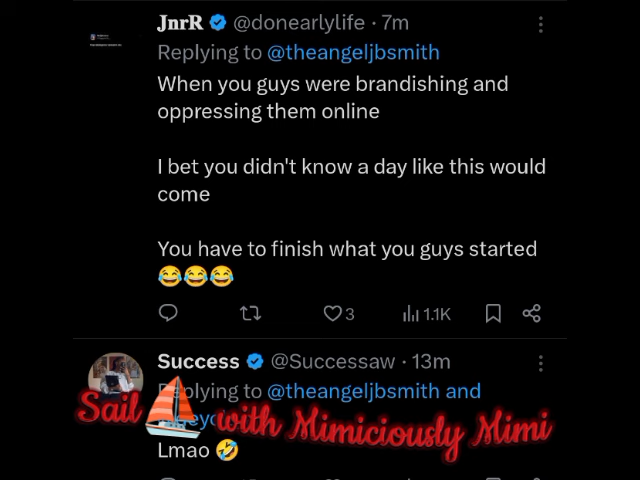 JnrR @donearlylife · 7m
Replying to @theangeljbsmith
When you guys were brandishing and
oppressing them online
I bet you didn't know a day like this would
come
You have to finish what you guys started
😂😂😂
3 1.1K
Success @Successaw · 13m
Replying to @theangeljbsmith and
Sail with Mimiciously Mimi
Lmao 🤣